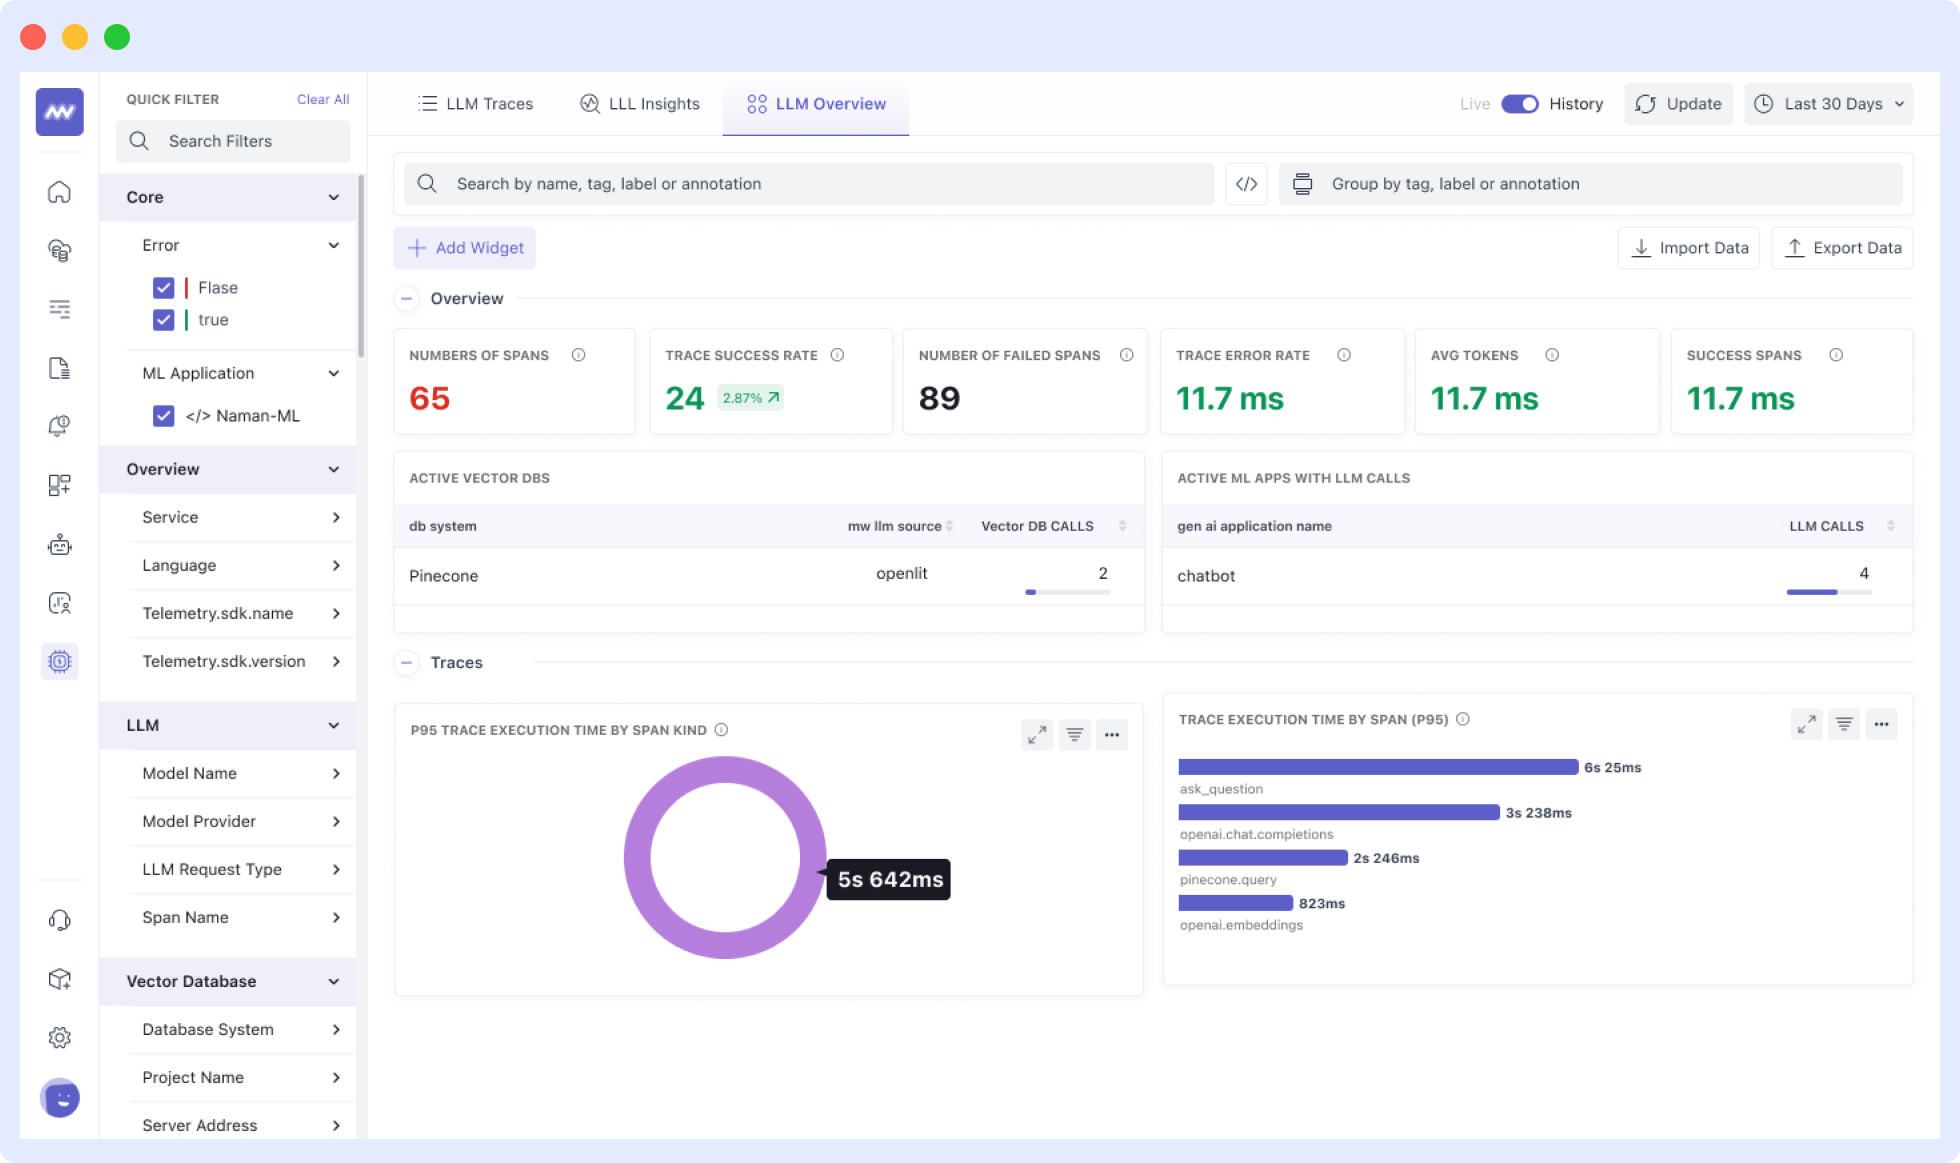 QUICK FILTER
Clear All
Search Filters
Core
Error
Flase
true
ML Application
</> Naman-ML
Overview
Service
Language
Telemetry.sdk.name
Telemetry.sdk.version
LLM
Model Name
Model Provider
LLM Request Type
Span Name
Vector Database
Database System
Project Name
Server Address
LLM Traces
LLL Insights
LLM Overview
Live
History
Update
Last 30 Days
Search by name, tag, label or annotation
</>
Group by tag, label or annotation
Add Widget
Import Data
Export Data
Overview
NUMBERS OF SPANS
65
TRACE SUCCESS RATE
24
2.87%
NUMBER OF FAILED SPANS
89
TRACE ERROR RATE
11.7 ms
AVG TOKENS
11.7 ms
SUCCESS SPANS
11.7 ms
ACTIVE VECTOR DBS
db system
mw llm source
Vector DB CALLS
Pinecone
openlit
2
ACTIVE ML APPS WITH LLM CALLS
gen ai application name
LLM CALLS
chatbot
4
Traces
P95 TRACE EXECUTION TIME BY SPAN KIND
5s 642ms
TRACE EXECUTION TIME BY SPAN (P95)
6s 25ms
ask_question
3s 238ms
openai.chat.completions
2s 246ms
pinecone.query
823ms
openai.embeddings